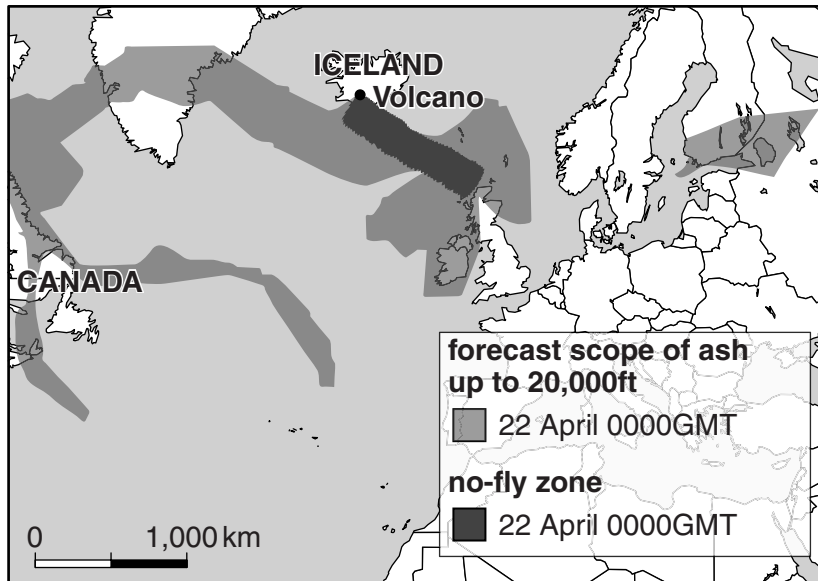 ICELAND
Volcano
CANADA
forecast scope of ash
up to 20,000ft
22 April 0000GMT
no-fly zone
22 April 0000GMT
0 1,000 km